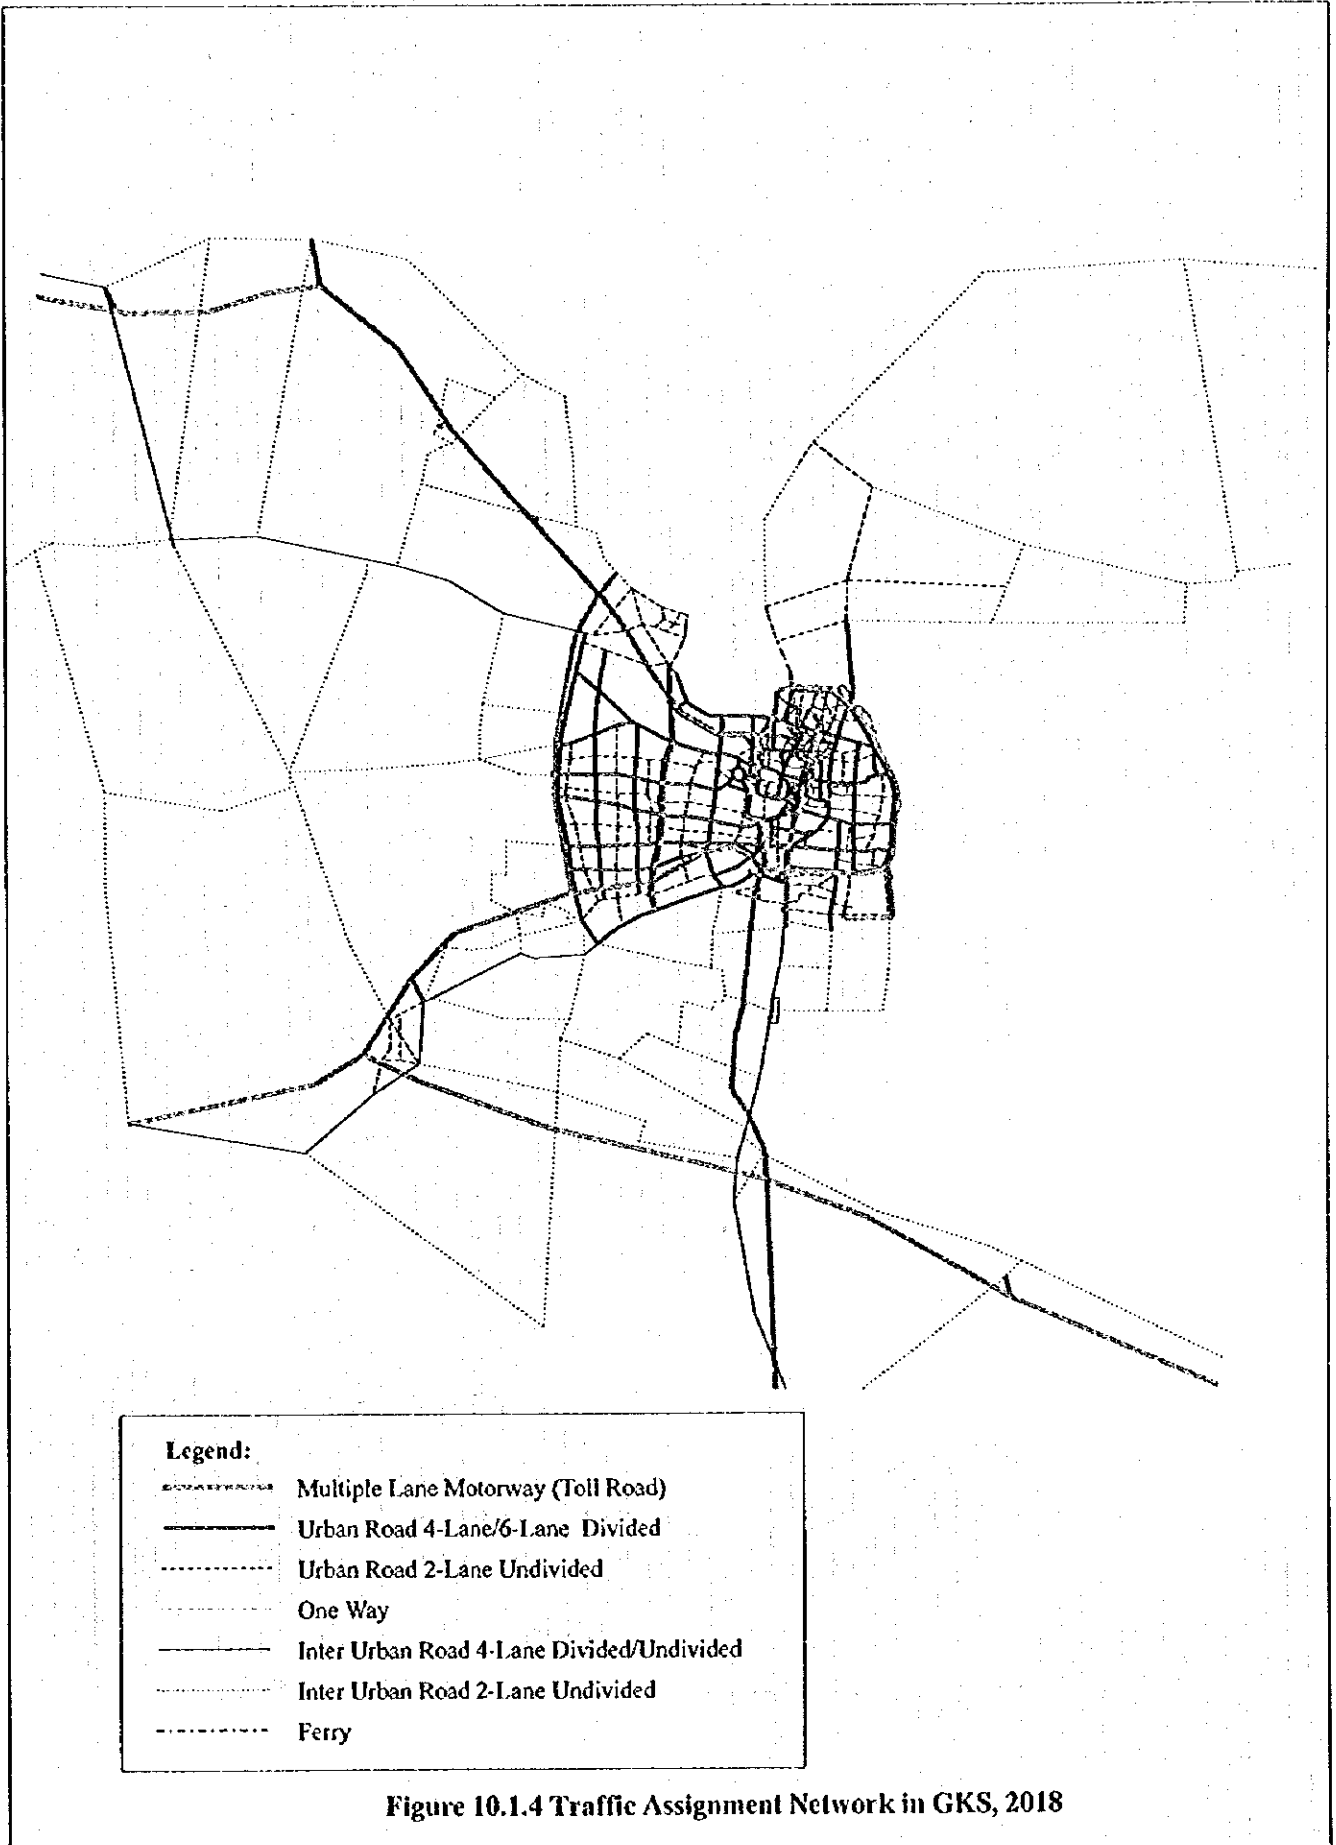 Legend:
Multiple Lane Motorway (Toll Road)
Urban Road 4-Lane/6-Lane Divided
Urban Road 2-Lane Undivided
One Way
Inter Urban Road 4-Lane Divided/Undivided
Inter Urban Road 2-Lane Undivided
Ferry
Figure 10.1.4 Traffic Assignment Network in GKS, 2018